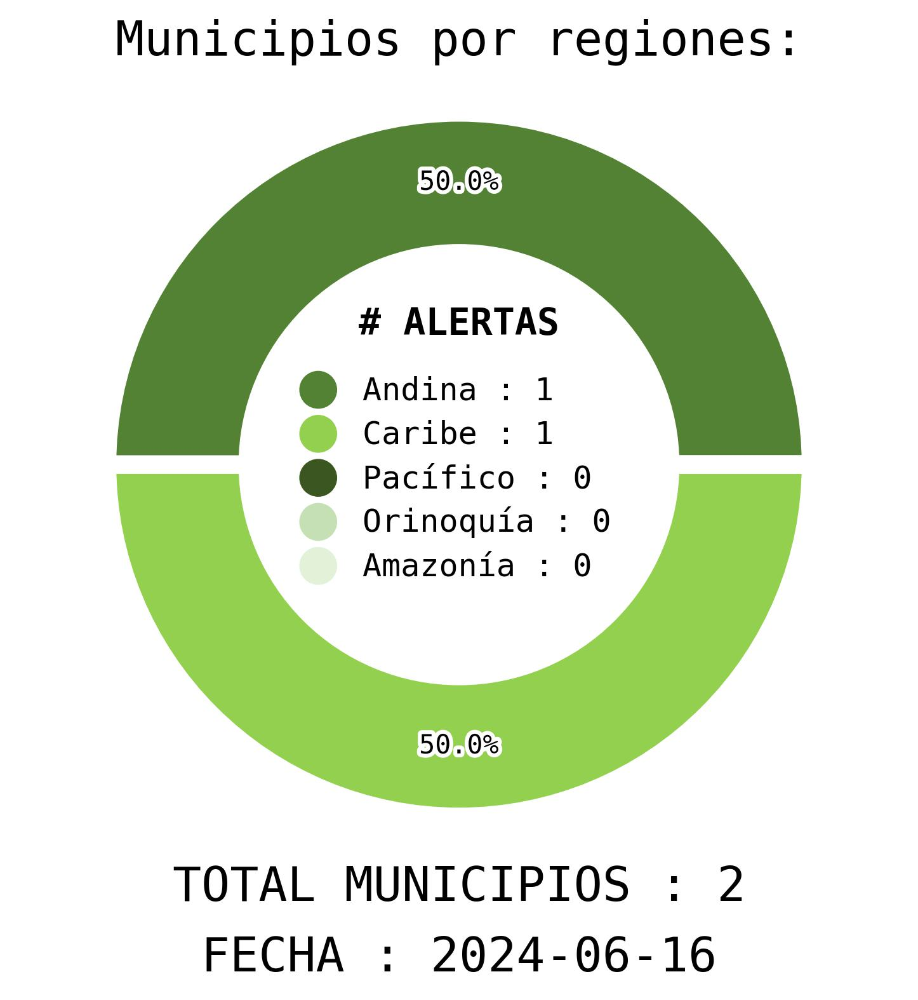 Municipios por regiones:
50.0%
# ALERTAS
Andina : 1
Caribe : 1
Pacífico : 0
Orinoquía : 0
Amazonía : 0
50.0%
TOTAL MUNICIPIOS : 2
FECHA : 2024-06-16